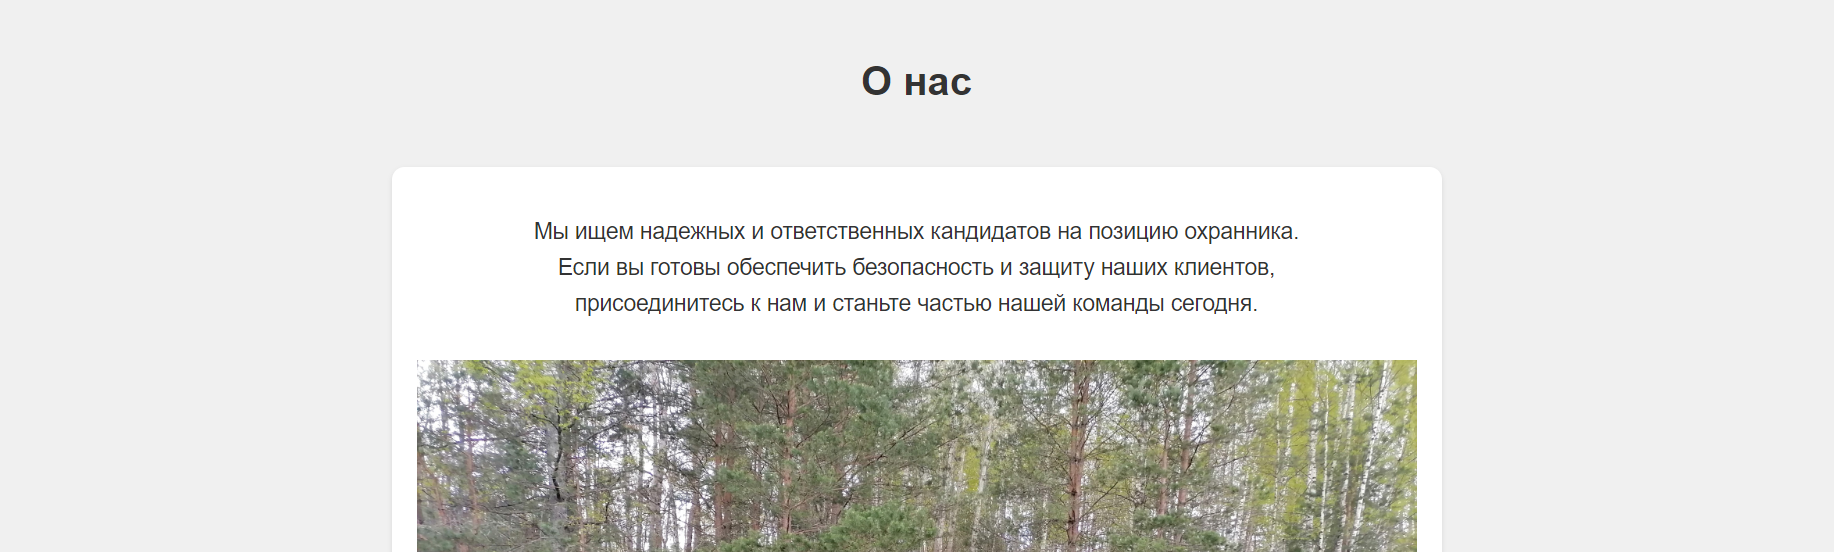 О нас
Мы ищем надежных и ответственных кандидатов на позицию охранника.
Если вы готовы обеспечить безопасность и защиту наших клиентов,
присоединитесь к нам и станьте частью нашей команды сегодня.